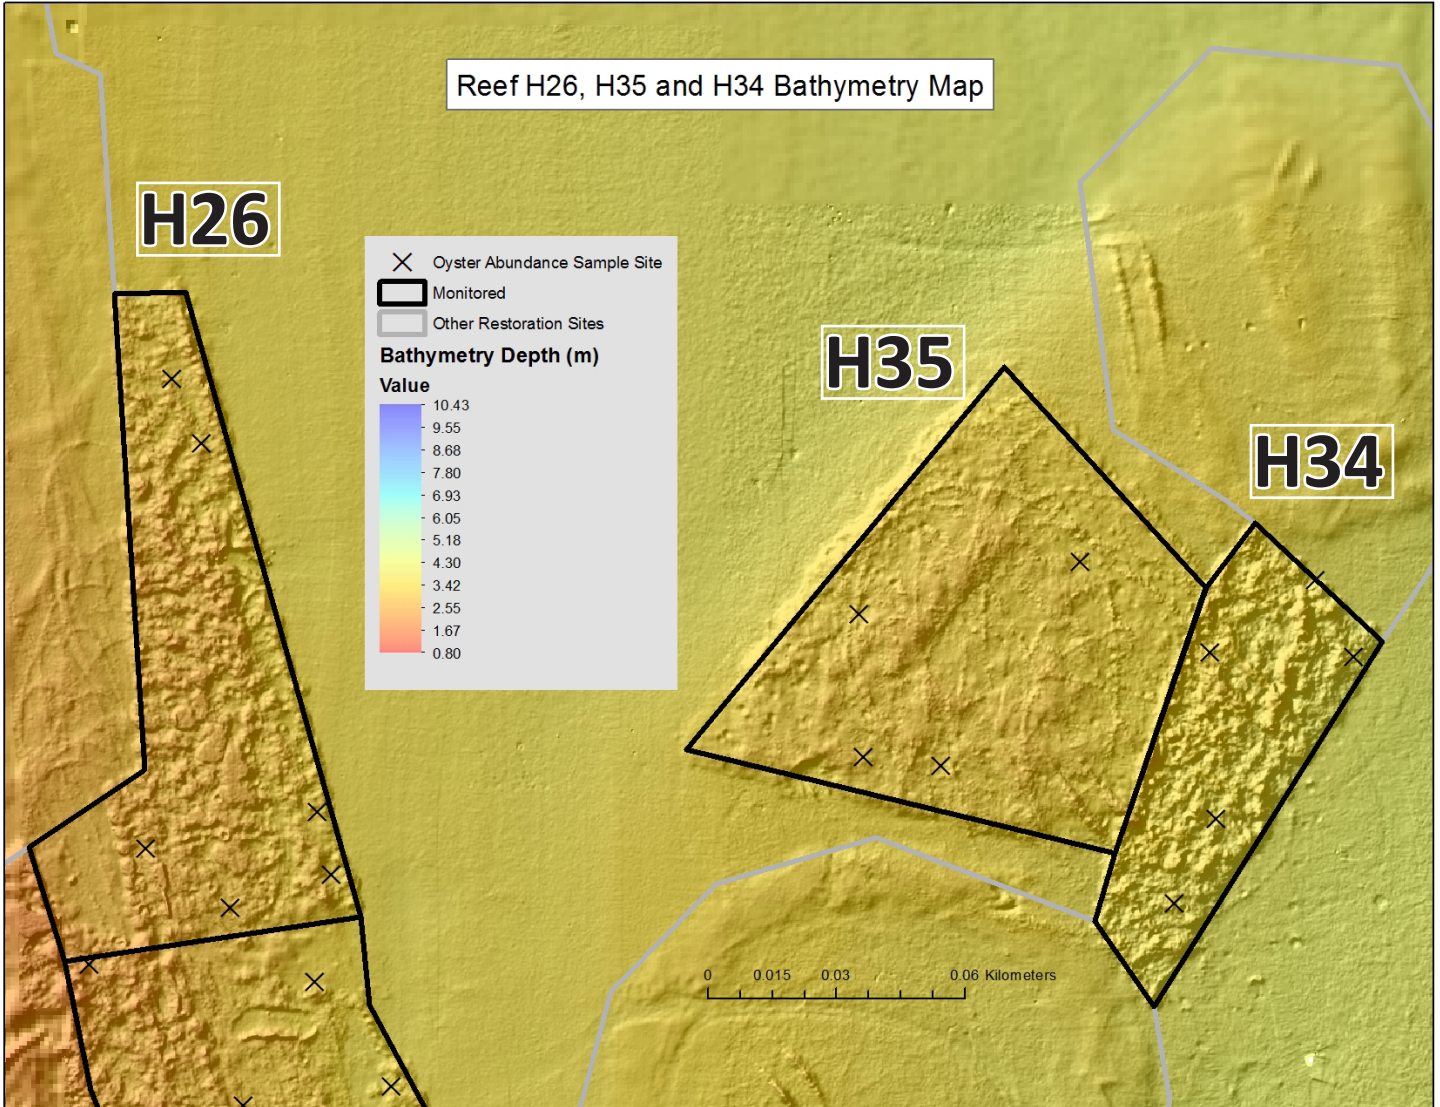 Reef H26, H35 and H34 Bathymetry Map
H26
Oyster Abundance Sample Site
Monitored
Other Restoration Sites
Bathymetry Depth (m)
Value
10.43
9.55
8.68
7.80
6.93
6.05
5.18
4.30
3.42
2.55
1.67
0.80
H35
H34
0 0.015 0.03 0.06 Kilometers